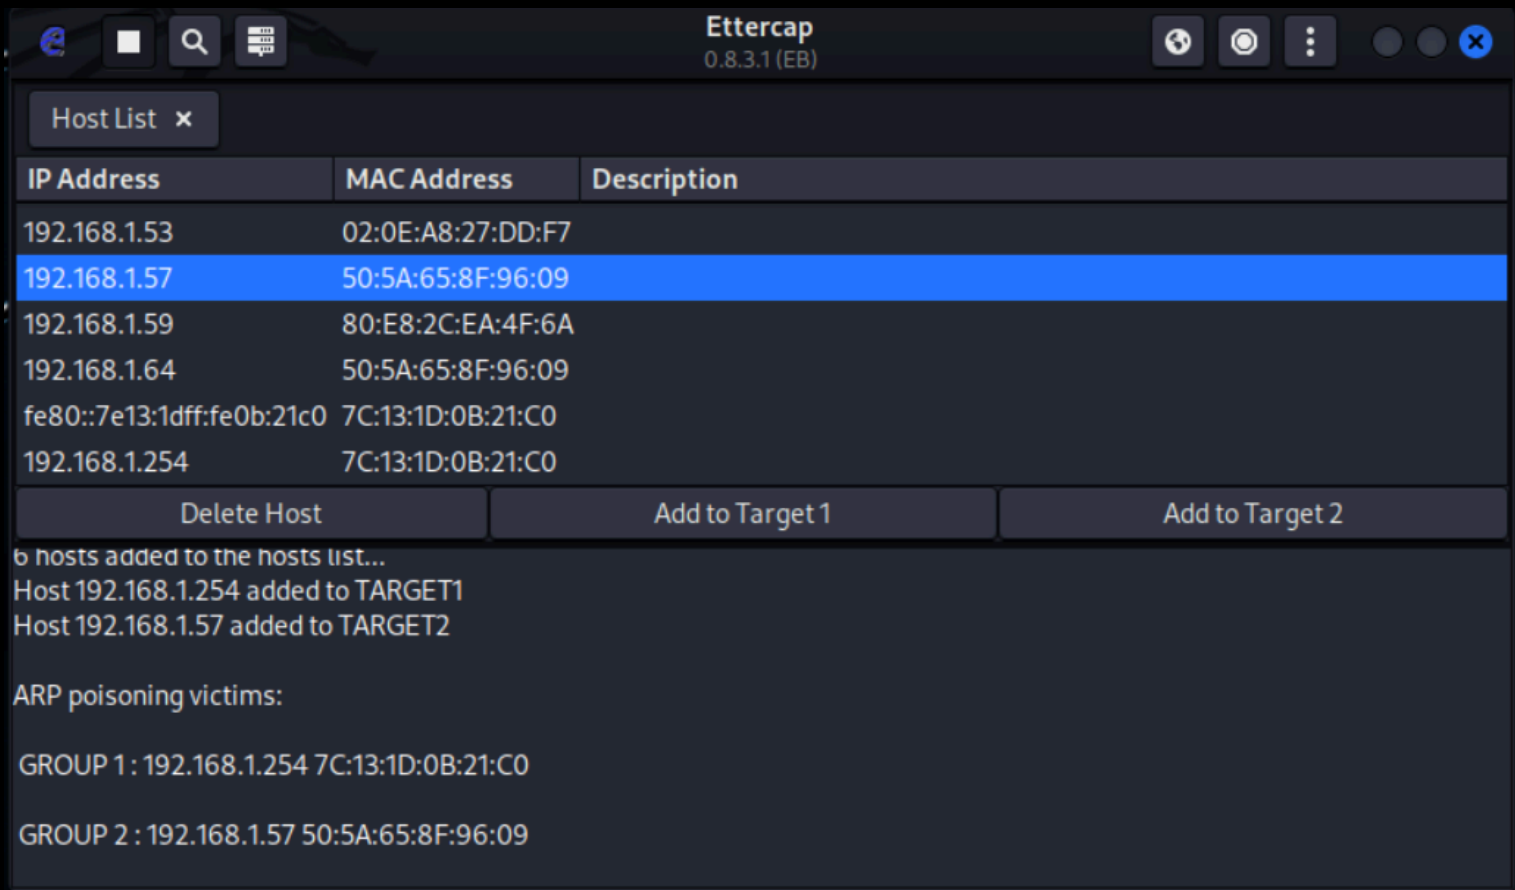 Ettercap
0.8.3.1 (EB)
Host List ×
IP Address MAC Address Description
192.168.1.53 02:0E:A8:27:DD:F7
192.168.1.57 50:5A:65:8F:96:09
192.168.1.59 80:E8:2C:EA:4F:6A
192.168.1.64 50:5A:65:8F:96:09
fe80::7e13:1dff:fe0b:21c0 7C:13:1D:0B:21:C0
192.168.1.254 7C:13:1D:0B:21:C0
Delete Host Add to Target 1 Add to Target 2
6 hosts added to the hosts list...
Host 192.168.1.254 added to TARGET1
Host 192.168.1.57 added to TARGET2
ARP poisoning victims:
GROUP 1 : 192.168.1.254 7C:13:1D:0B:21:C0
GROUP 2 : 192.168.1.57 50:5A:65:8F:96:09